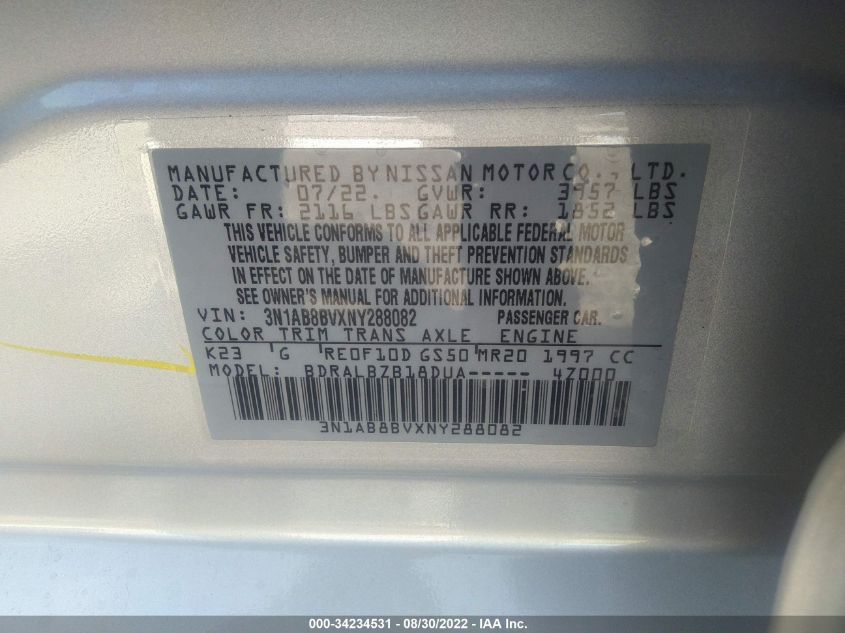 MANUFACTURED BY NISSAN MOTOR CO., LTD.
DATE: 07/22. GVWR: 3957 LBS
GAWR FR: 2116 LBS GAWR RR: 1852 LBS
THIS VEHICLE CONFORMS TO ALL APPLICABLE FEDERAL MOTOR
VEHICLE SAFETY, BUMPER AND THEFT PREVENTION STANDARDS
IN EFFECT ON THE DATE OF MANUFACTURE SHOWN ABOVE.
SEE OWNER'S MANUAL FOR ADDITIONAL INFORMATION.
VIN: 3N1AB8BVXNY288082 PASSENGER CAR.
COLOR TRIM TRANS AXLE ENGINE
K23 G RE0F10D GS50 MR20 1997 CC
MODEL: BDRALBZB18DUA----- 4Z000
3N1AB8BVXNY288082
000-34234531 - 08/30/2022 - IAA Inc.